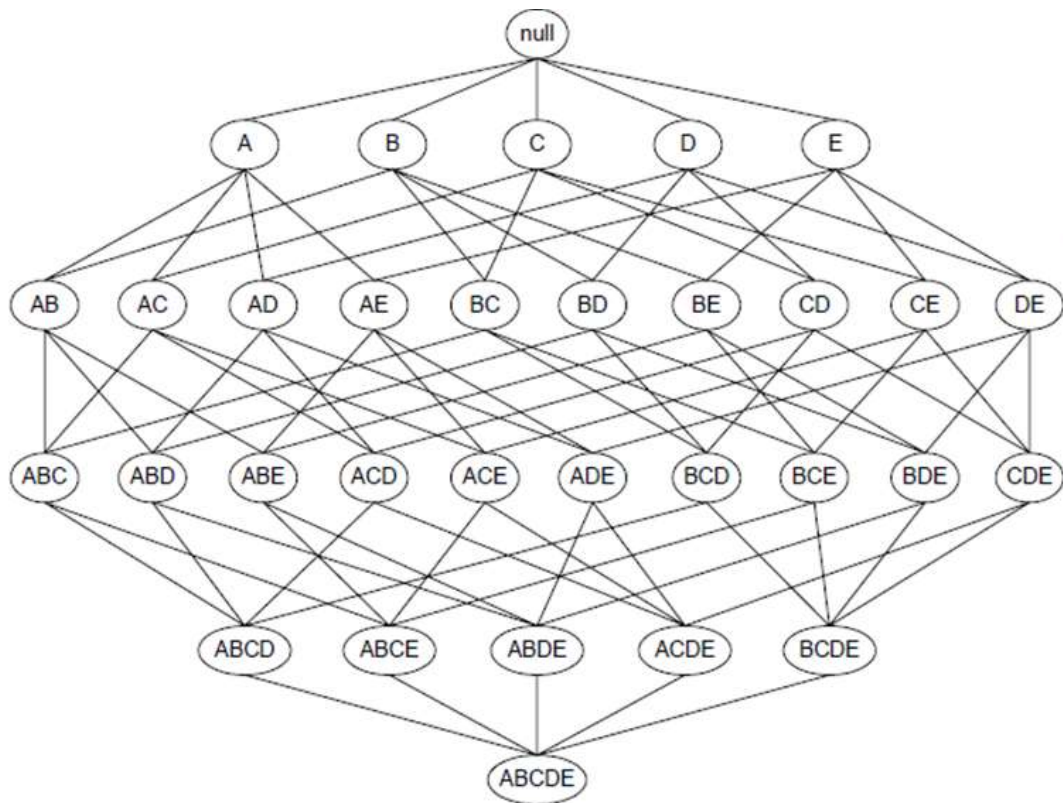 null
A B C D E
AB AC AD AE BC BD BE CD CE DE
ABC ABD ABE ACD ACE ADE BCD BCE BDE CDE
ABCD ABCE ABDE ACDE BCDE
ABCDE